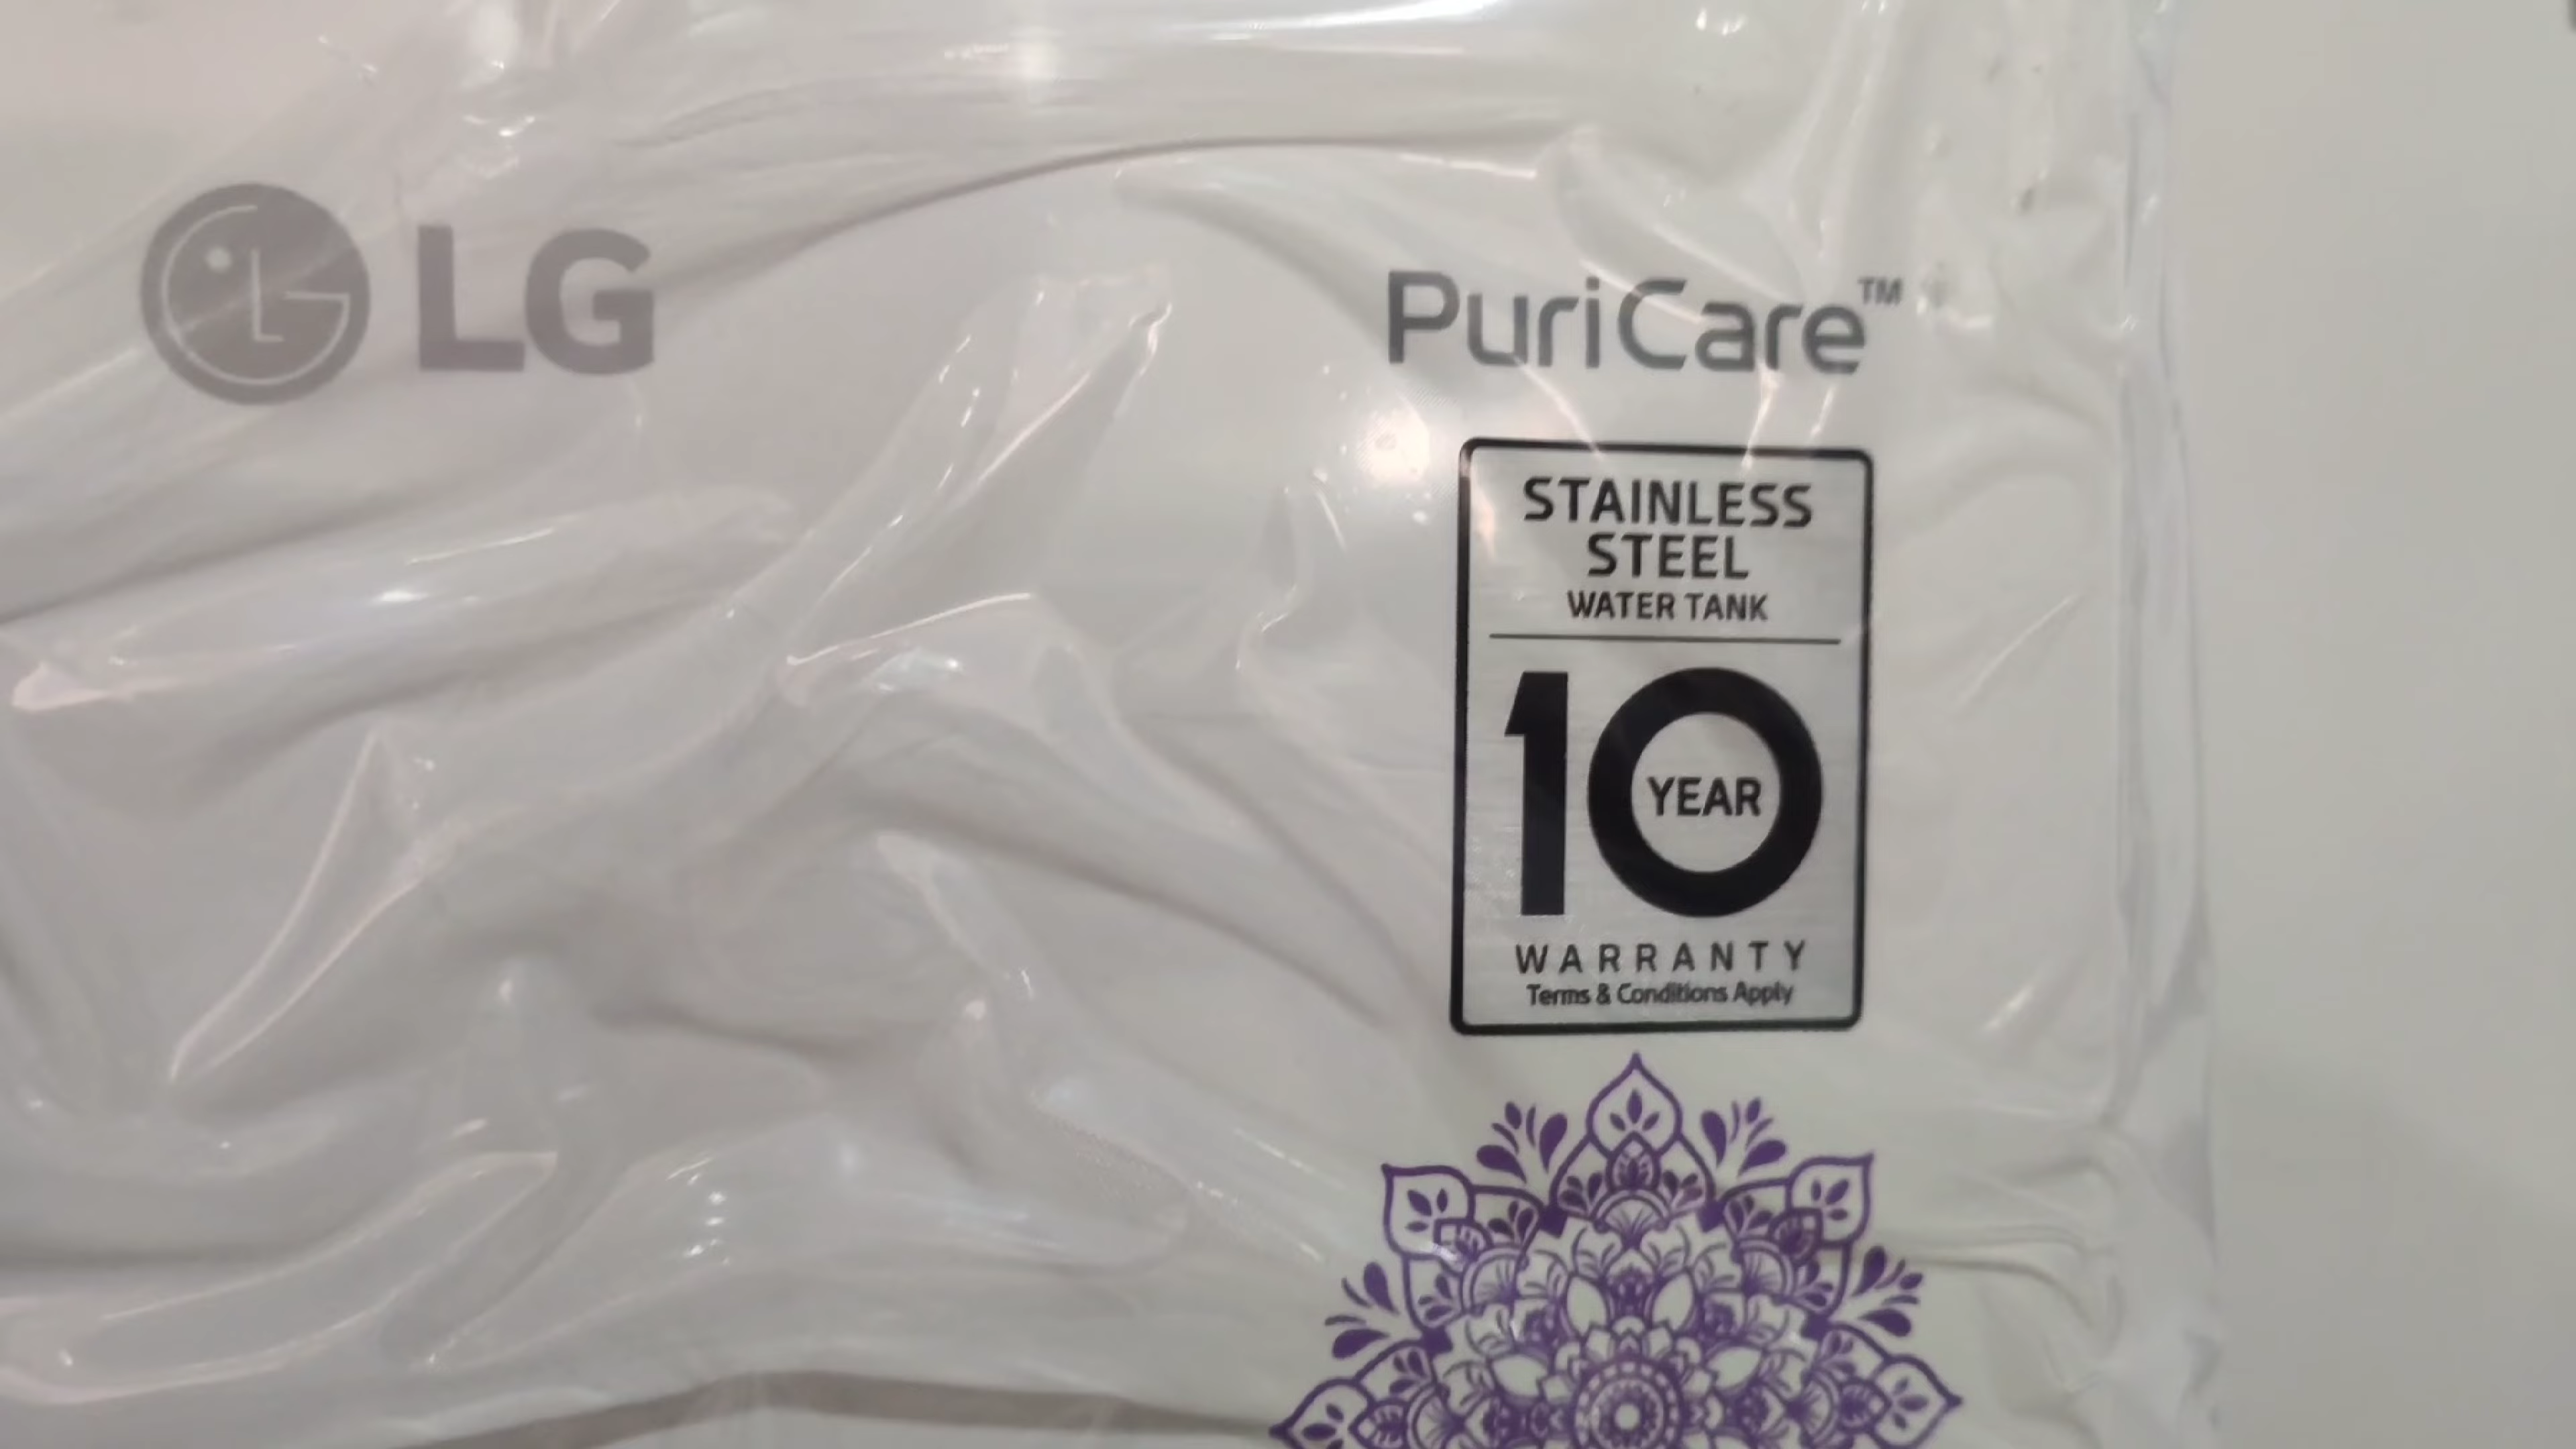 LG
PuriCare™
STAINLESS
STEEL
WATER TANK
10
YEAR
WARRANTY
Terms & Conditions Apply